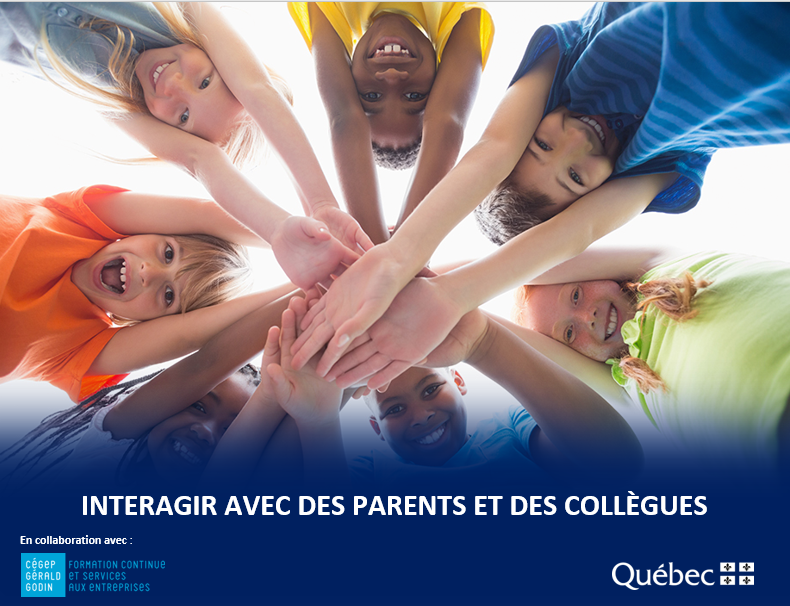 INTERAGIR AVEC DES PARENTS ET DES COLLÈGUES
En collaboration avec :
CÉGEP
GÉRALD
GODIN
FORMATION CONTINUE
ET SERVICES
AUX ENTREPRISES
Québec